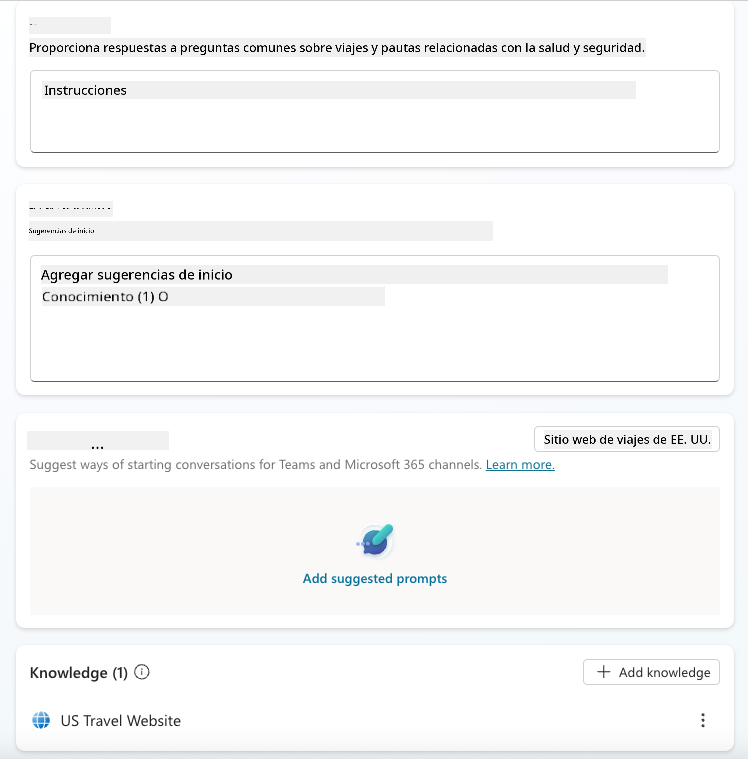 Proporciona respuestas a preguntas comunes sobre viajes y pautas relacionadas con la salud y seguridad.
Instrucciones
Sugerencias de inicio
Agregar sugerencias de inicio
Conocimiento (1) O
...
Sitio web de viajes de EE. UU.
Suggest ways of starting conversations for Teams and Microsoft 365 channels. Learn more.
Add suggested prompts
Knowledge (1)
Add knowledge
US Travel Website